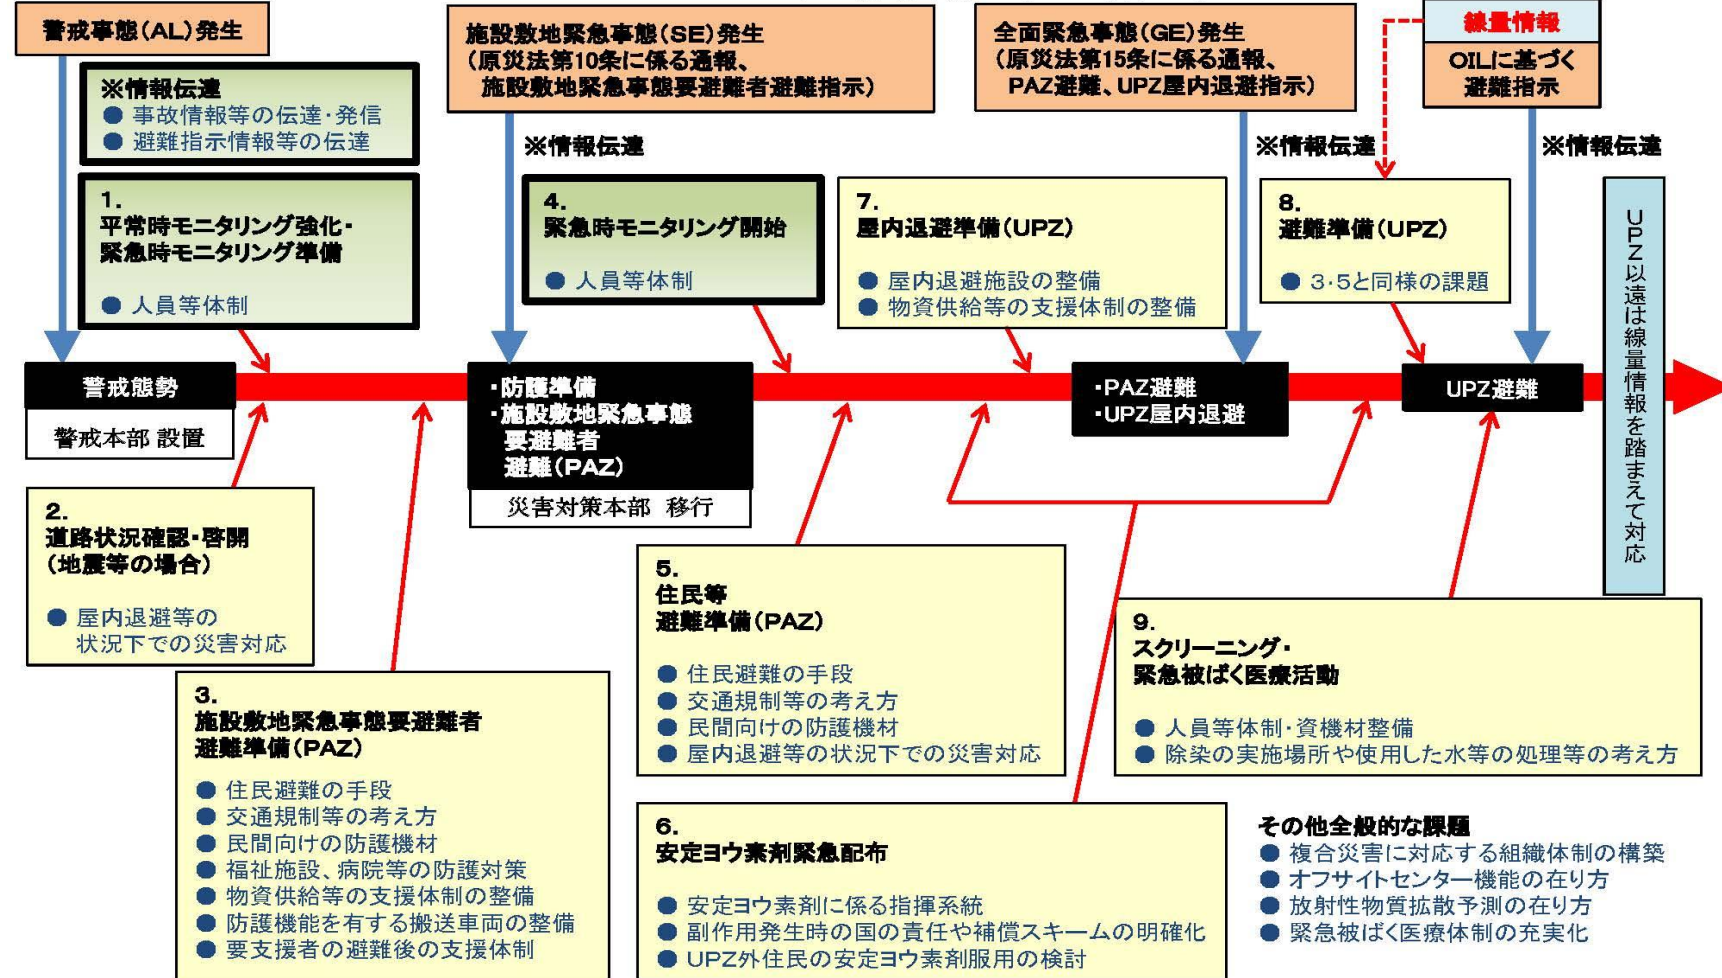 警戒事態(AL)発生
施設敷地緊急事態(SE)発生
(原災法第10条に係る通報、
施設敷地緊急事態要避難者避難指示)
全面緊急事態(GE)発生
(原災法第15条に係る通報、
PAZ避難、UPZ屋内退避指示)
線量情報
OILに基づく
避難指示
※情報伝達
● 事故情報等の伝達・発信
● 避難指示情報等の伝達
※情報伝達
※情報伝達
※情報伝達
1.
平常時モニタリング強化・
緊急時モニタリング準備
● 人員等体制
4.
緊急時モニタリング開始
● 人員等体制
7.
屋内退避準備(UPZ)
● 屋内退避施設の整備
● 物資供給等の支援体制の整備
8.
避難準備(UPZ)
● 3・5と同様の課題
UPZ以遠は線量情報を踏まえて対応
警戒態勢
警戒本部 設置
・防護準備
・施設敷地緊急事態
要避難者
避難(PAZ)
災害対策本部 移行
・PAZ避難
・UPZ屋内退避
UPZ避難
2.
道路状況確認・啓開
(地震等の場合)
● 屋内退避等の
状況下での災害対応
3.
施設敷地緊急事態要避難者
避難準備(PAZ)
● 住民避難の手段
● 交通規制等の考え方
● 民間向けの防護機材
● 福祉施設、病院等の防護対策
● 物資供給等の支援体制の整備
● 防護機能を有する搬送車両の整備
● 要支援者の避難後の支援体制
5.
住民等
避難準備(PAZ)
● 住民避難の手段
● 交通規制等の考え方
● 民間向けの防護機材
● 屋内退避等の状況下での災害対応
6.
安定ヨウ素剤緊急配布
● 安定ヨウ素剤に係る指揮系統
● 副作用発生時の国の責任や補償スキームの明確化
● UPZ外住民の安定ヨウ素剤服用の検討
9.
スクリーニング・
緊急被ばく医療活動
● 人員等体制・資機材整備
● 除染の実施場所や使用した水等の処理等の考え方
その他全般的な課題
● 複合災害に対応する組織体制の構築
● オフサイトセンター機能の在り方
● 放射性物質拡散予測の在り方
● 緊急被ばく医療体制の充実化